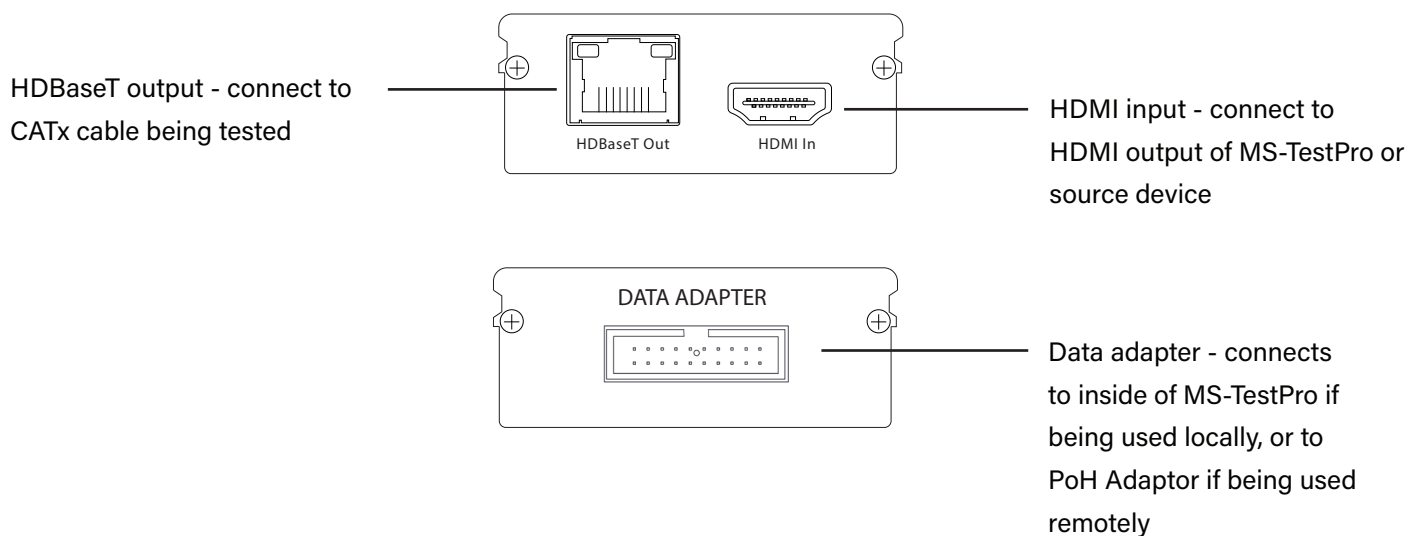 HDBaseT output - connect to
CATx cable being tested
HDBaseT Out
HDMI In
HDMI input - connect to
HDMI output of MS-TestPro or
source device
DATA ADAPTER
Data adapter - connects
to inside of MS-TestPro if
being used locally, or to
PoH Adaptor if being used
remotely